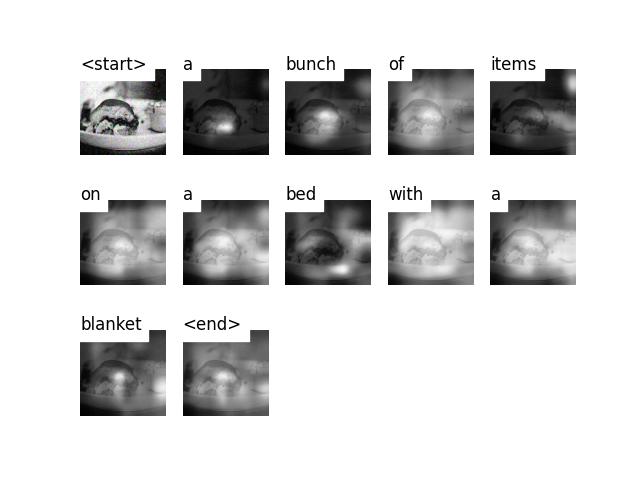 <start> a bunch of items
on a bed with a
blanket <end>